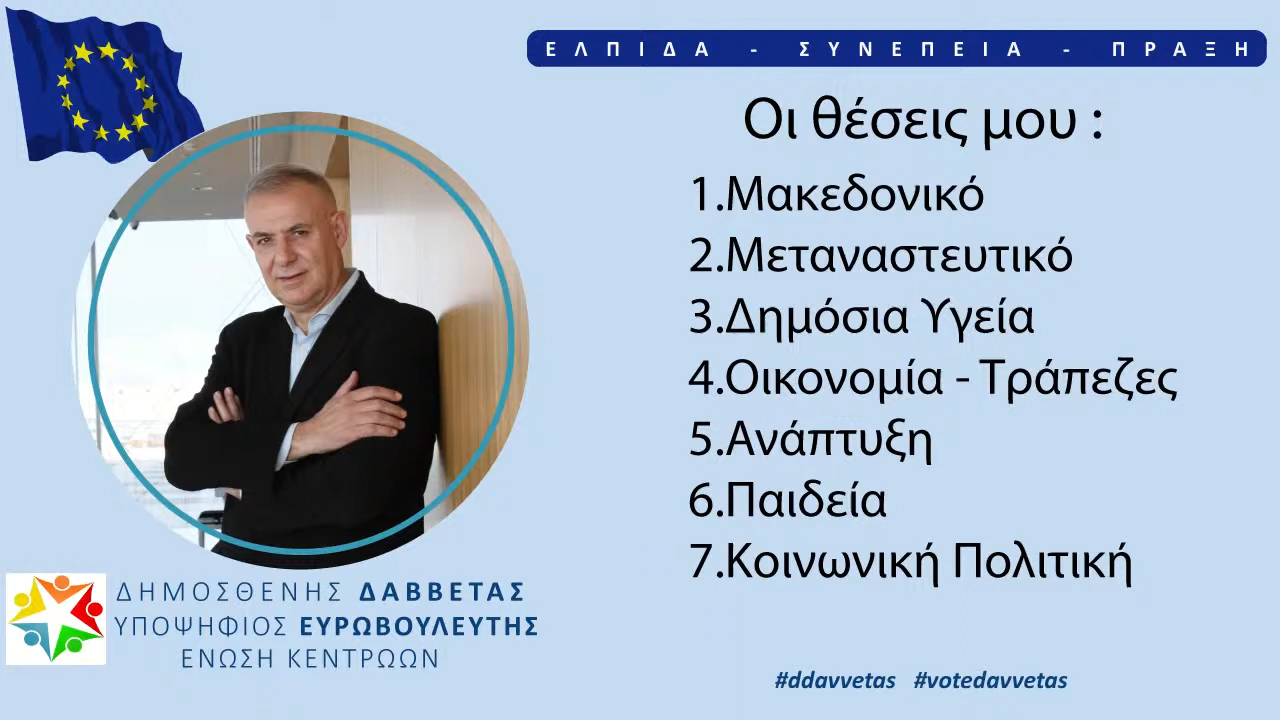 ΕΛΠΙΔΑ - ΣΥΝΕΠΕΙΑ - ΠΡΑΞΗ
Οι θέσεις μου :
1.Μακεδονικό
2.Μεταναστευτικό
3.Δημόσια Υγεία
4.Οικονομία - Τράπεζες
5.Ανάπτυξη
6.Παιδεία
7.Κοινωνική Πολιτική
ΔΗΜΟΣΘΕΝΗΣ ΔΑΒΒΕΤΑΣ
ΥΠΟΨΗΦΙΟΣ ΕΥΡΩΒΟΥΛΕΥΤΗΣ
ΕΝΩΣΗ ΚΕΝΤΡΩΩΝ
#ddavvetas #votedavvetas